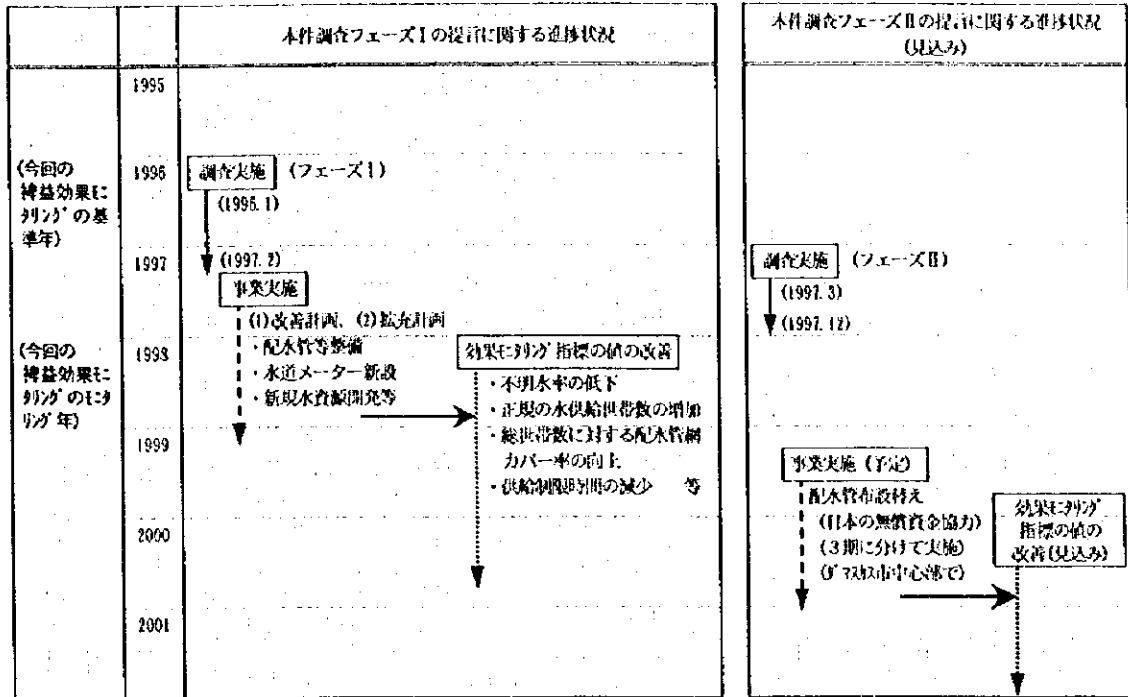 本件調査フェーズⅠの提言に関する進捗状況
本件調査フェーズⅡの提言に関する進捗状況
(見込み)
1995
(今回の
裨益効果モニ
タリングの基
準年)
1996
調査実施 (フェーズⅠ)
(1996.1)
1997
(1997.2)
事業実施
(1)改善計画、(2)拡充計画
・配水管等整備
・水道メーター新設
・新規水資源開発等
調査実施 (フェーズⅡ)
(1997.3)
(1997.12)
(今回の
裨益効果モニ
タリングのモニタ
リング年)
1998
効果モニタリング指標の値の改善
・不明水率の低下
・正規の水供給世帯数の増加
・総世帯数に対する配水管網
カバー率の向上
・供給制限時間の減少 等
1999
事業実施 (予定)
配水管布設替え
(日本の無償資金協力)
(3期に分けて実施)
(ダマスカス市中心部で)
2000
効果モニタリング
指標の値の
改善(見込み)
2001